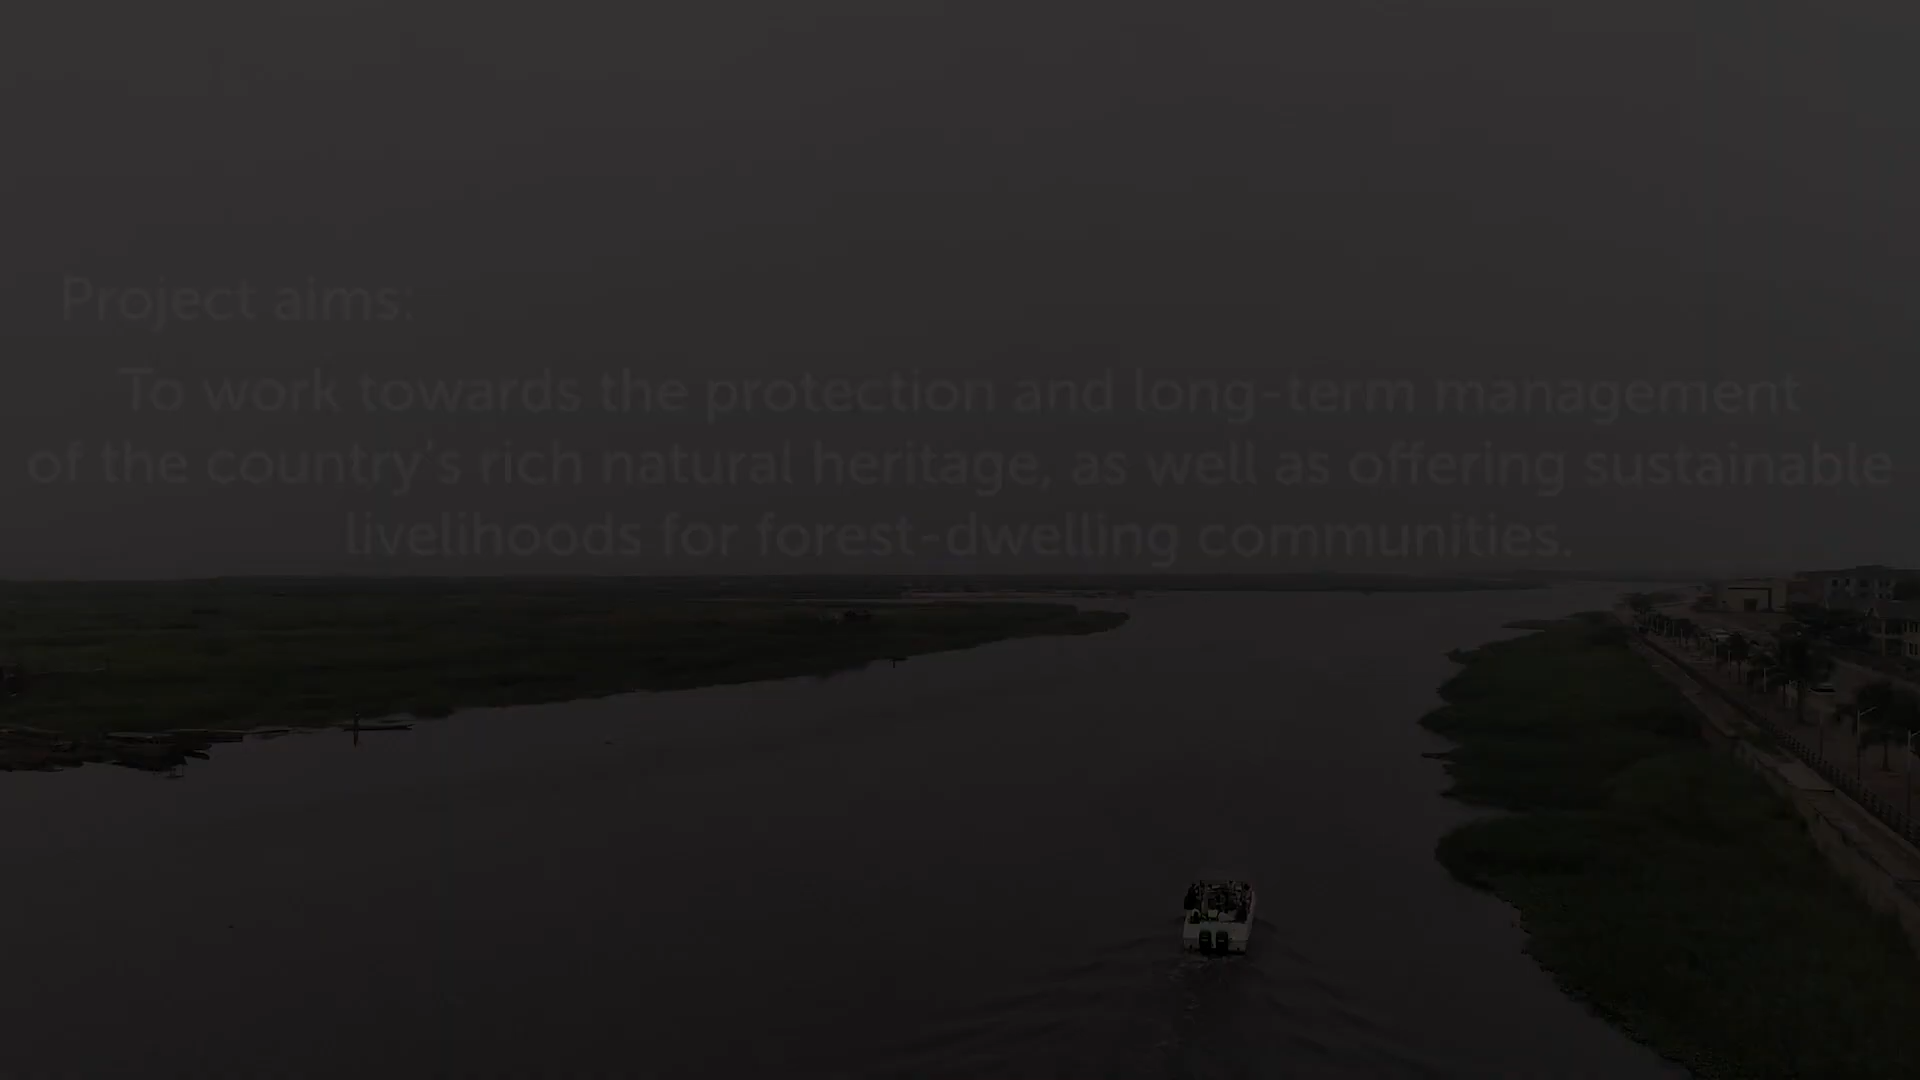 Project aims:
To work towards the protection and long-term management
of the country's rich natural heritage, as well as offering sustainable
livelihoods for forest-dwelling communities.